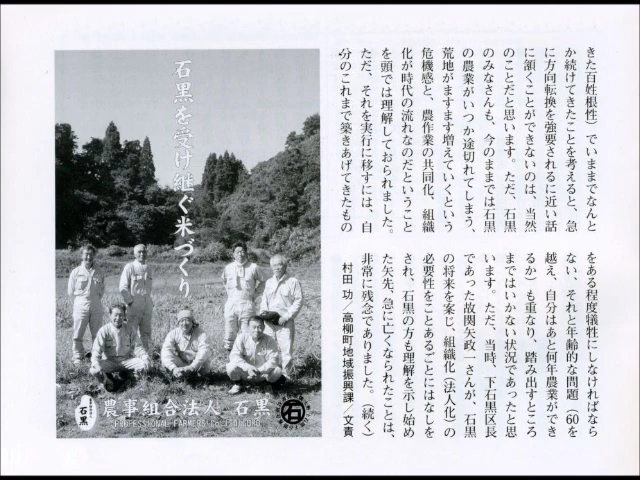 きた百姓根性）でいままでなんと
か続けてきたことを考えると、急
に方向転換を強要されるに近い話
に頷くことができないのは、当然
のことだと思います。ただ、石黒
のみなさんも、今のままでは石黒
の農業がいつか途切れてしまう、
荒地がますます増えていくという
危機感と、農作業の共同化、組織
化が時代の流れなのだということ
を頭では理解しておられました。
ただ、それを実行に移すには、自
分のこれまで築きあげてきたもの
をある程度犠牲にしなければなら
ない、それと年齢的な問題（60を
越え、自分はあと何年農業ができ
るか）も重なり、踏み出すところ
まではいかない状況であったと思
います。ただ、当時、下石黒区長
であった故関矢政一さんが、石黒
の将来を案じ、組織化（法人化）の
必要性をことあるごとにはなしを
され、石黒の方も理解を示し始め
た矢先、急に亡くなられたことは、
非常に残念でありました。（続く）
村田 功／高柳町地域振興課／文責
石黒を受け継ぐ米づくり
石黒
農事組合法人 石黒
石
PROFESSIONAL FARMERS! Co. ISHIGURO